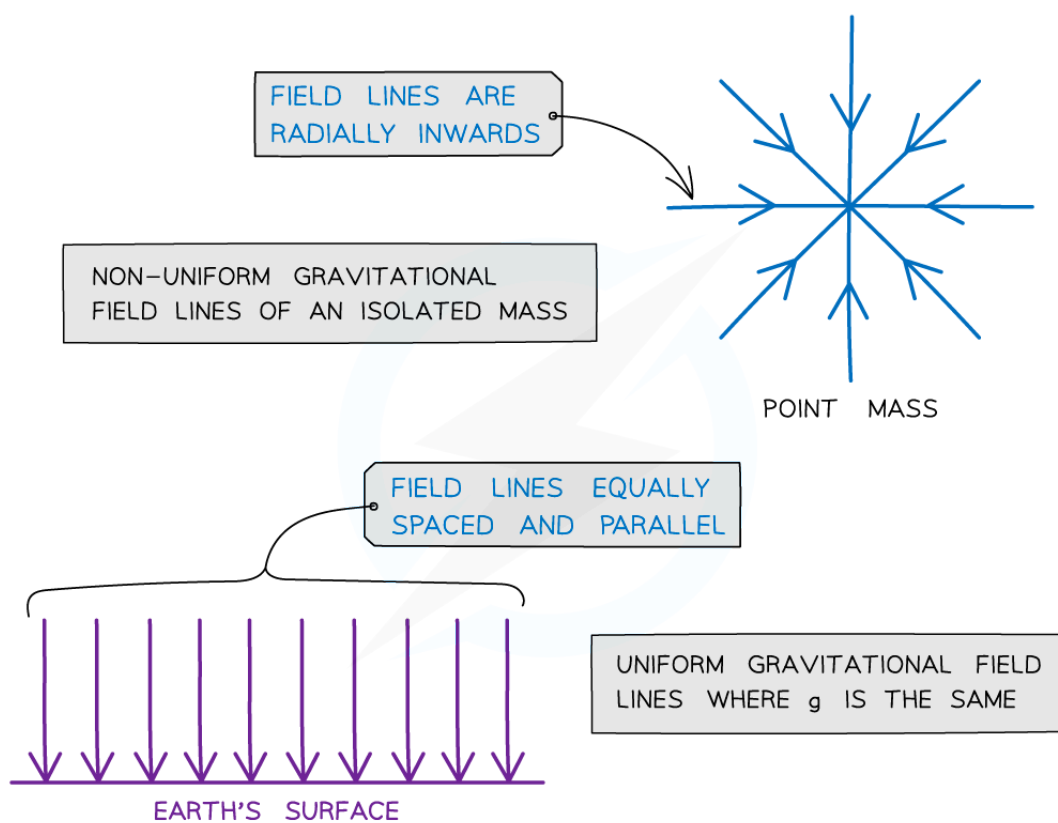 FIELD LINES ARE
RADIALLY INWARDS
NON-UNIFORM GRAVITATIONAL
FIELD LINES OF AN ISOLATED MASS
POINT MASS
FIELD LINES EQUALLY
SPACED AND PARALLEL
UNIFORM GRAVITATIONAL FIELD
LINES WHERE g IS THE SAME
EARTH'S SURFACE